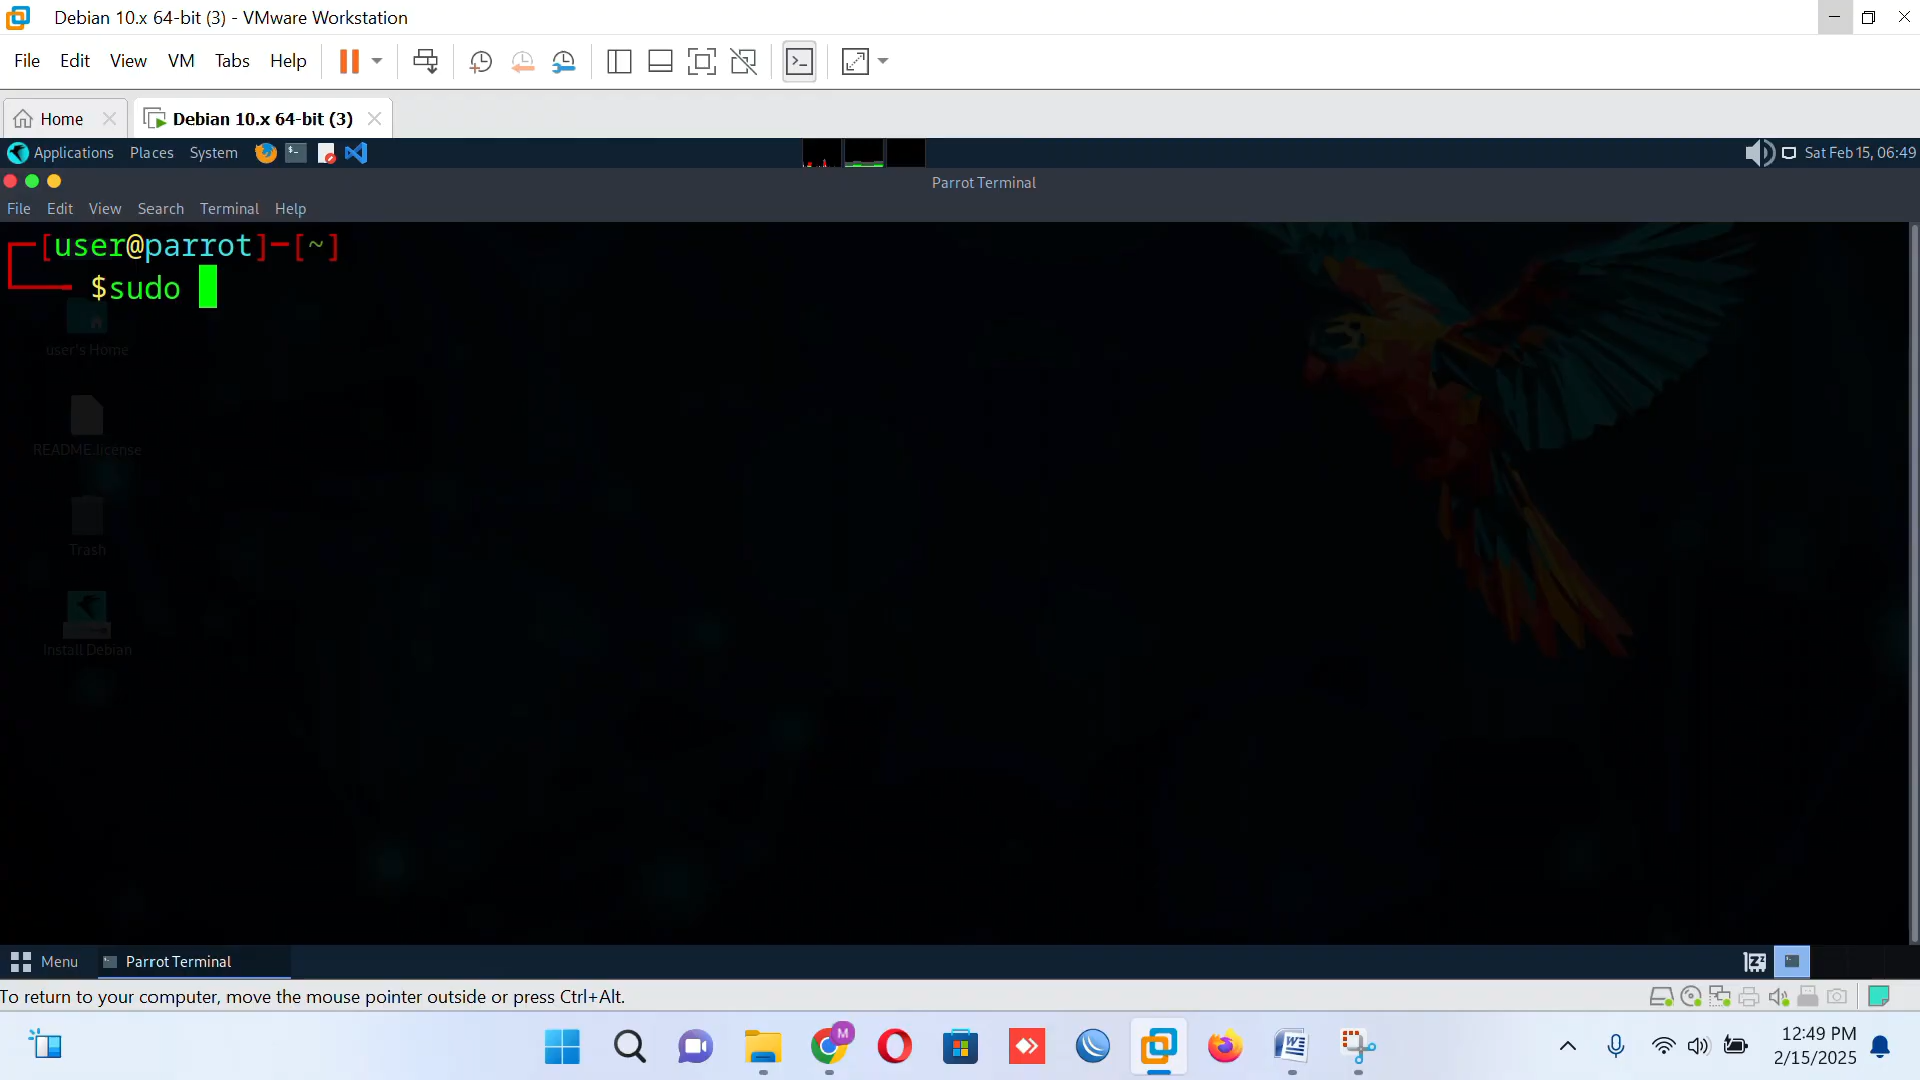 Debian 10.x 64-bit (3) - VMware Workstation
File Edit View VM Tabs Help
Home
Debian 10.x 64-bit (3)
Applications Places System
Sat Feb 15, 06:49
Parrot Terminal
File Edit View Search Terminal Help
[user@parrot]─[~]
$sudo
user's Home
README.license
Trash
Install Debian
Menu
Parrot Terminal
To return to your computer, move the mouse pointer outside or press Ctrl+Alt.
M
12:49 PM
2/15/2025